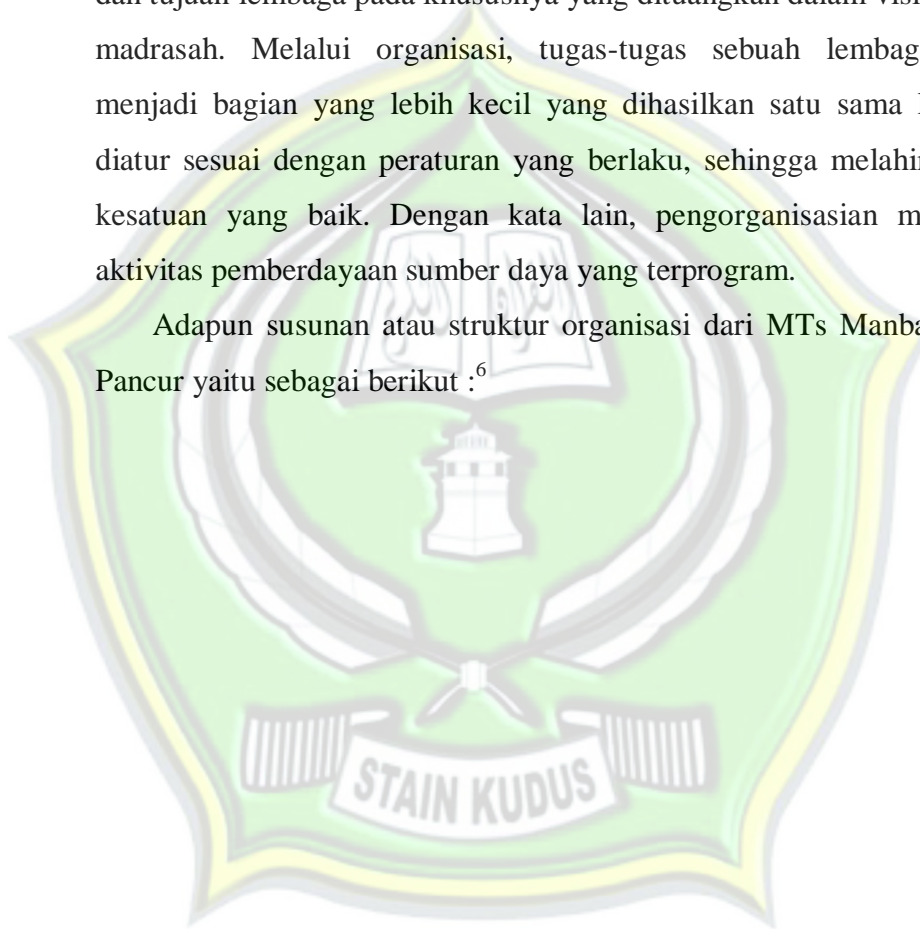 dan tujuan lembaga pada khususnya yang dituangkan dalam visi
madrasah. Melalui organisasi, tugas-tugas sebuah lembag
menjadi bagian yang lebih kecil yang dihasilkan satu sama
diatur sesuai dengan peraturan yang berlaku, sehingga melahi
kesatuan yang baik. Dengan kata lain, pengorganisasian m
aktivitas pemberdayaan sumber daya yang terprogram.
Adapun susunan atau struktur organisasi dari MTs Manba
Pancur yaitu sebagai berikut :6
STAIN KUDUS